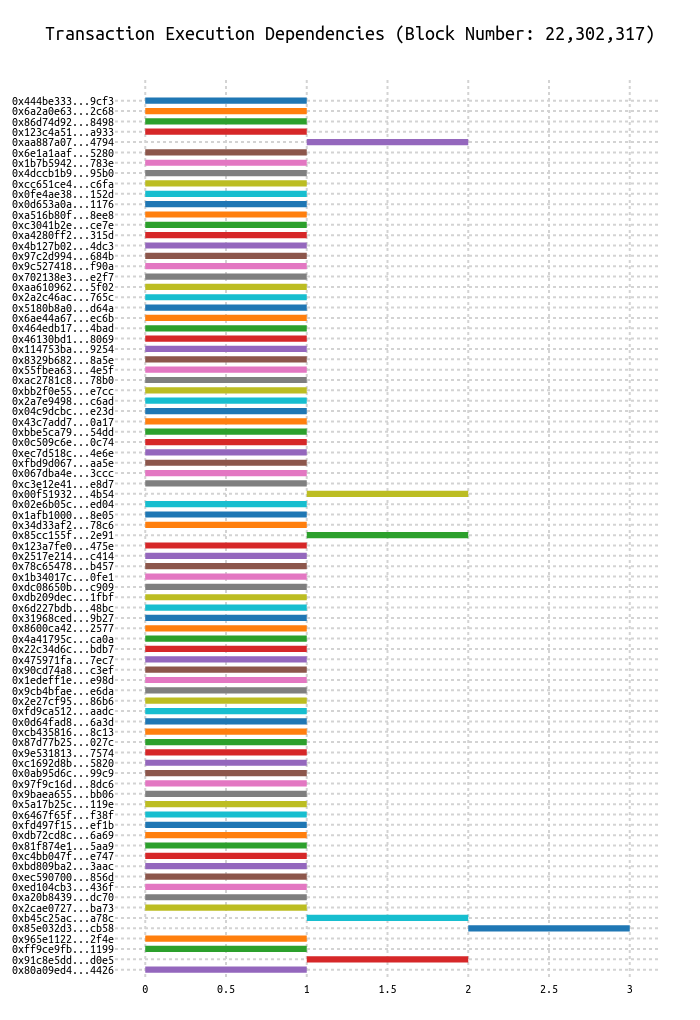 Transaction Execution Dependencies (Block Number: 22,302,317)
0x444be333...9cf3
0x6a2a0e63...2c68
0x86d74d92...8498
0x123c4a51...a933
0xaa887a07...4794
0x6e1a1aaf...5280
0x1b7b5942...783e
0x4dccb1b9...95b0
0xcc651ce4...c6fa
0x0fe4ae38...152d
0x0d653a0a...1176
0xa516b80f...8ee8
0xc3041b2e...ce7e
0xa4280ff2...315d
0x4b127b02...4dc3
0x97c2d994...684b
0x9c527418...f90a
0x702138e3...e2f7
0xaa610962...5f02
0x2a2c46ac...765c
0x5180b8a0...d64a
0x6ae44a67...ec6b
0x464edb17...4bad
0x46130bd1...8069
0x114753ba...9254
0x8329b682...8a5e
0x55fbea63...4e5f
0xac2781c8...78b0
0xbb2f0e55...e7cc
0x2a7e9498...c6ad
0x04c9dcbc...e23d
0x43c7add7...0a17
0xbbe5ca79...54dd
0x0c509c6e...0c74
0xec7d518c...4e6e
0xfbd9d067...aa5e
0x067dba4e...3ccc
0xc3e12e41...e8d7
0x00f51932...4b54
0x02e6b05c...ed04
0x1afb1000...8e05
0x34d33af2...78c6
0x85cc155f...2e91
0x123a7fe0...475e
0x2517e214...c414
0x78c65478...b457
0x1b34017c...0fe1
0xdc08650b...c909
0xdb209dec...1fbf
0x6d227bdb...48bc
0x31968ced...9b27
0x8600ca42...2577
0x4a41795c...ca0a
0x22c34d6c...bdb7
0x475971fa...7ec7
0x90cd74a8...c3ef
0x1edeff1e...e98d
0x9cb4bfae...e6da
0x2e27cf95...86b6
0xfd9ca512...aadc
0x0d64fad8...6a3d
0xcb435816...8c13
0x87d77b25...027c
0x9e531813...7574
0xc1692d8b...5820
0x0ab95d6c...99c9
0x97f9c16d...8dc6
0x9baea655...bb06
0x5a17b25c...119e
0x6467f65f...f38f
0xfd497f15...ef1b
0xdb72cd8c...6a69
0x81f874e1...5aa9
0xc4bb047f...e747
0xbd809ba2...3aac
0xec590700...856d
0xed104cb3...436f
0xa20b8439...dc70
0x2cae0727...ba73
0xb45c25ac...a78c
0x85e032d3...cb58
0x965e1122...2f4e
0xff9ce9fb...1199
0x91c8e5dd...d0e5
0x80a09ed4...4426
0 0.5 1 1.5 2 2.5 3